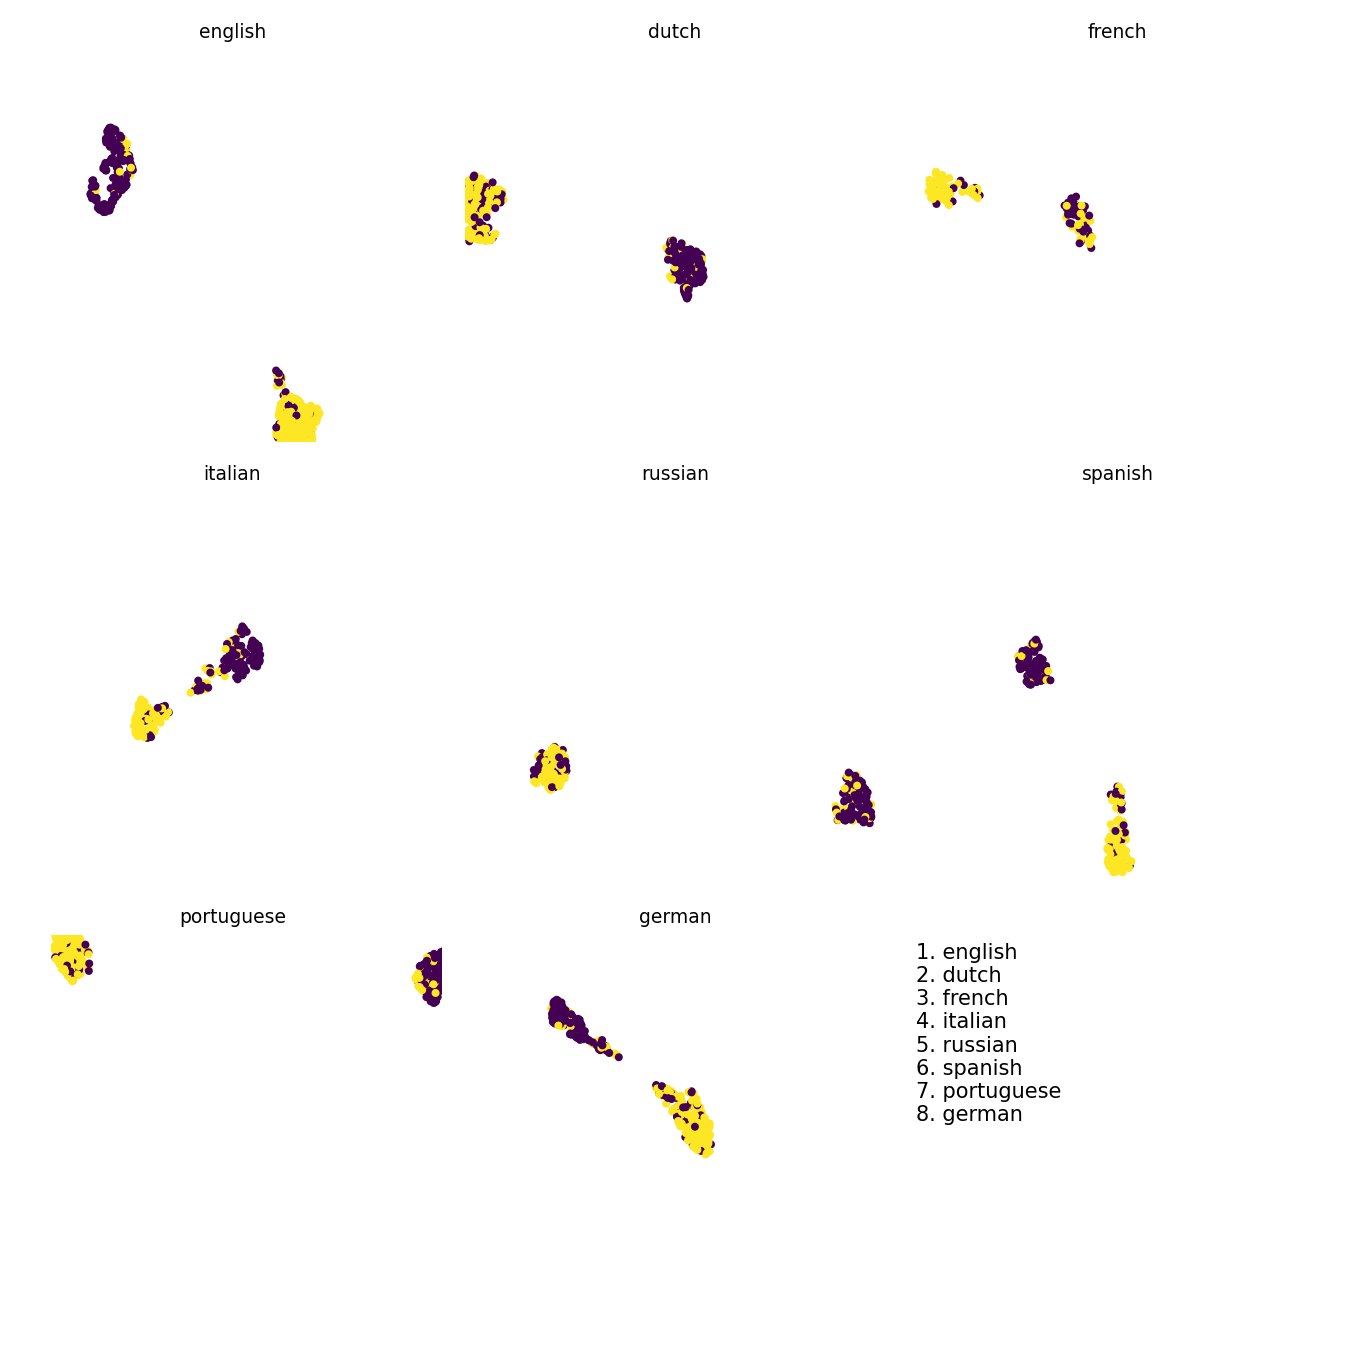 english
dutch
french
italian
russian
spanish
portuguese
german
1. english
2. dutch
3. french
4. italian
5. russian
6. spanish
7. portuguese
8. german